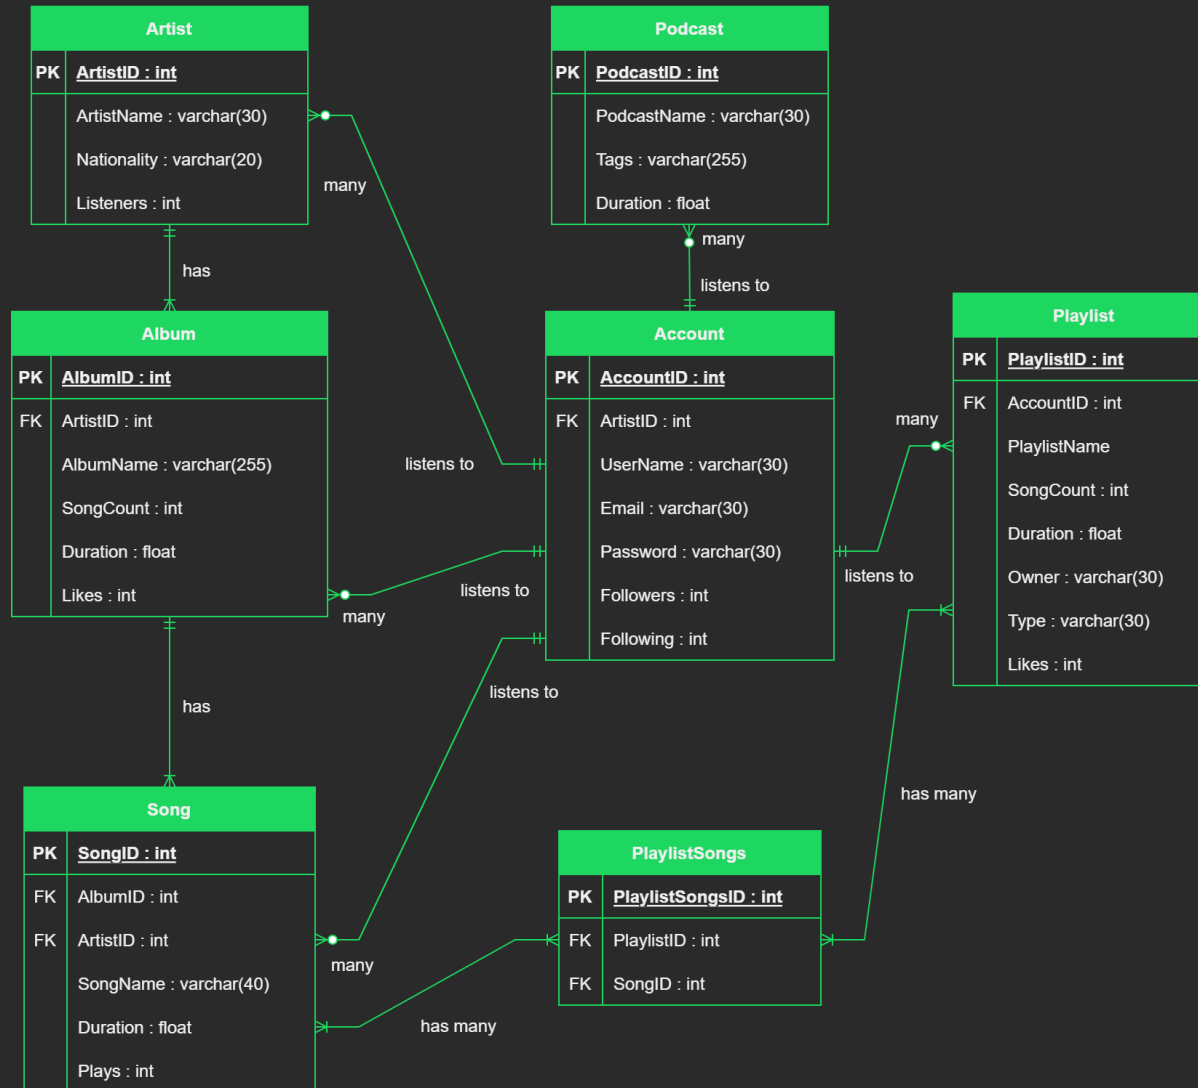 Artist
PK ArtistID : int
ArtistName : varchar(30)
Nationality : varchar(20)
Listeners : int
many
has
Podcast
PK PodcastID : int
PodcastName : varchar(30)
Tags : varchar(255)
Duration : float
many
listens to
Album
PK AlbumID : int
FK ArtistID : int
AlbumName : varchar(255)
SongCount : int
Duration : float
Likes : int
listens to
listens to
many
has
Account
PK AccountID : int
FK ArtistID : int
UserName : varchar(30)
Email : varchar(30)
Password : varchar(30)
Followers : int
Following : int
listens to
many
listens to
Playlist
PK PlaylistID : int
FK AccountID : int
PlaylistName
SongCount : int
Duration : float
Owner : varchar(30)
Type : varchar(30)
Likes : int
has many
Song
PK SongID : int
FK AlbumID : int
FK ArtistID : int
SongName : varchar(40)
Duration : float
Plays : int
many
has many
PlaylistSongs
PK PlaylistSongsID : int
FK PlaylistID : int
FK SongID : int